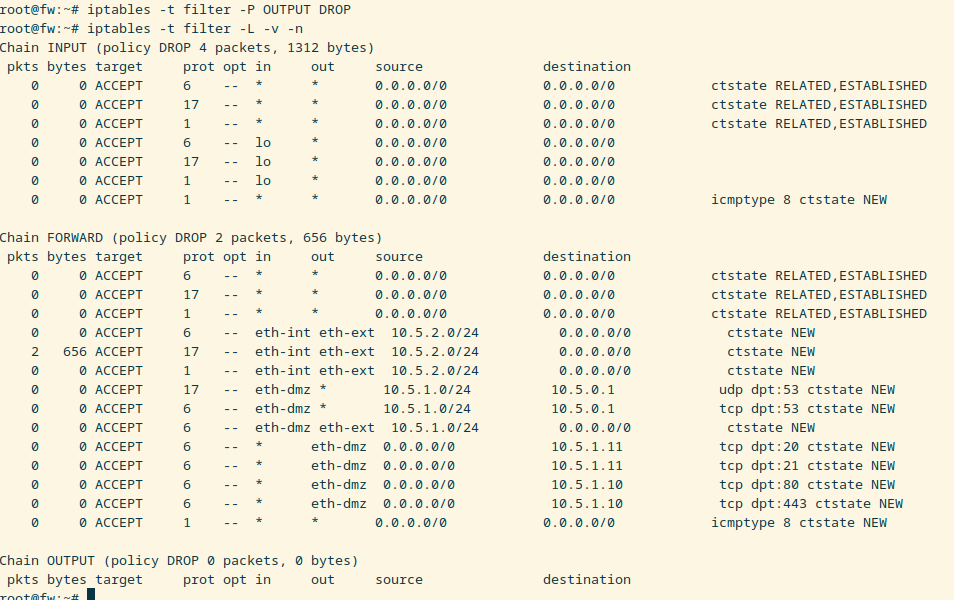 root@fw:~# iptables -t filter -P OUTPUT DROP
root@fw:~# iptables -t filter -L -v -n
Chain INPUT (policy DROP 4 packets, 1312 bytes)
 pkts bytes target     prot opt in     out     source               destination
    0     0 ACCEPT     6    --  *      *       0.0.0.0/0            0.0.0.0/0            ctstate RELATED,ESTABLISHED
    0     0 ACCEPT     17   --  *      *       0.0.0.0/0            0.0.0.0/0            ctstate RELATED,ESTABLISHED
    0     0 ACCEPT     1    --  *      *       0.0.0.0/0            0.0.0.0/0            ctstate RELATED,ESTABLISHED
    0     0 ACCEPT     6    --  lo     *       0.0.0.0/0            0.0.0.0/0
    0     0 ACCEPT     17   --  lo     *       0.0.0.0/0            0.0.0.0/0
    0     0 ACCEPT     1    --  lo     *       0.0.0.0/0            0.0.0.0/0
    0     0 ACCEPT     1    --  *      *       0.0.0.0/0            0.0.0.0/0            icmptype 8 ctstate NEW

Chain FORWARD (policy DROP 2 packets, 656 bytes)
 pkts bytes target     prot opt in     out     source               destination
    0     0 ACCEPT     6    --  *      *       0.0.0.0/0            0.0.0.0/0            ctstate RELATED,ESTABLISHED
    0     0 ACCEPT     17   --  *      *       0.0.0.0/0            0.0.0.0/0            ctstate RELATED,ESTABLISHED
    0     0 ACCEPT     1    --  *      *       0.0.0.0/0            0.0.0.0/0            ctstate RELATED,ESTABLISHED
    0     0 ACCEPT     6    --  eth-int eth-ext  10.5.2.0/24          0.0.0.0/0            ctstate NEW
    2   656 ACCEPT     17   --  eth-int eth-ext  10.5.2.0/24          0.0.0.0/0            ctstate NEW
    0     0 ACCEPT     1    --  eth-int eth-ext  10.5.2.0/24          0.0.0.0/0            ctstate NEW
    0     0 ACCEPT     17   --  eth-dmz *       10.5.1.0/24          10.5.0.1             udp dpt:53 ctstate NEW
    0     0 ACCEPT     6    --  eth-dmz *       10.5.1.0/24          10.5.0.1             tcp dpt:53 ctstate NEW
    0     0 ACCEPT     6    --  eth-dmz eth-ext  10.5.1.0/24          0.0.0.0/0            ctstate NEW
    0     0 ACCEPT     6    --  *      eth-dmz  0.0.0.0/0            10.5.1.11            tcp dpt:20 ctstate NEW
    0     0 ACCEPT     6    --  *      eth-dmz  0.0.0.0/0            10.5.1.11            tcp dpt:21 ctstate NEW
    0     0 ACCEPT     6    --  *      eth-dmz  0.0.0.0/0            10.5.1.10            tcp dpt:80 ctstate NEW
    0     0 ACCEPT     6    --  *      eth-dmz  0.0.0.0/0            10.5.1.10            tcp dpt:443 ctstate NEW
    0     0 ACCEPT     1    --  *      *       0.0.0.0/0            0.0.0.0/0            icmptype 8 ctstate NEW

Chain OUTPUT (policy DROP 0 packets, 0 bytes)
 pkts bytes target     prot opt in     out     source               destination
root@fw:~#